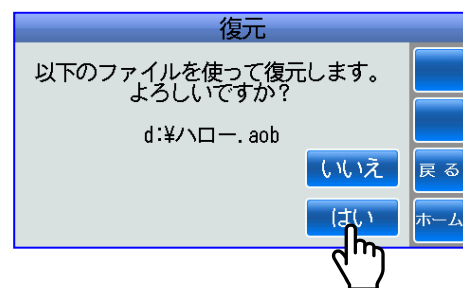 復元
以下のファイルを使って復元します。
よろしいですか?
d:¥ハロー.aob
いいえ
戻る
はい
ホーム